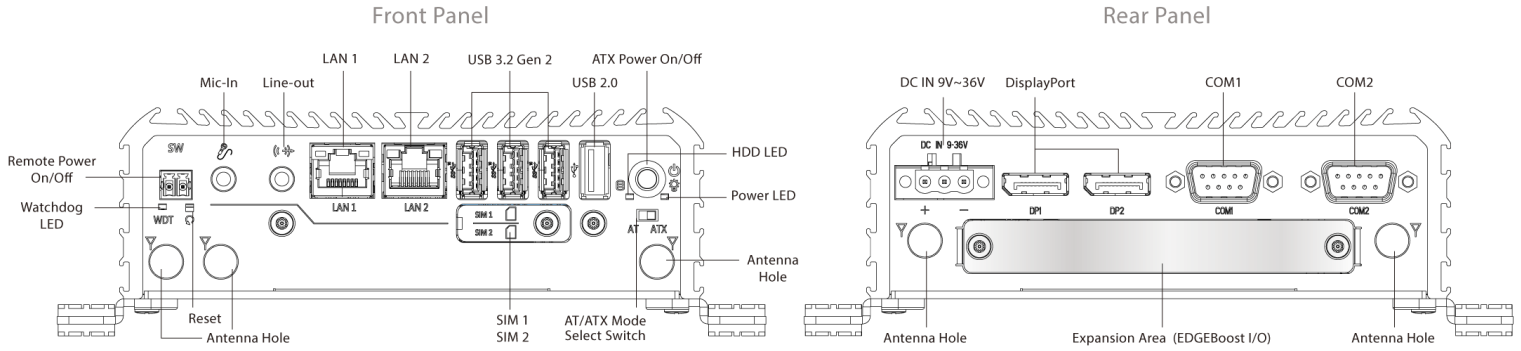 Front Panel
Rear Panel
LAN 1
LAN 2
USB 3.2 Gen 2
ATX Power On/Off
Mic-In
Line-out
USB 2.0
DC IN 9V~36V
DisplayPort
COM1
COM2
SW
Remote Power
On/Off
Watchdog
LED
WDT
LAN 1
LAN 2
SIM 1
SIM 2
HDD LED
Power LED
AT
ATX
Antenna
Hole
Reset
Antenna Hole
SIM 1
SIM 2
AT/ATX Mode
Select Switch
DC IN 9-36V
+
−
DP1
DP2
COM1
COM2
Antenna Hole
Expansion Area (EDGEBoost I/O)
Antenna Hole